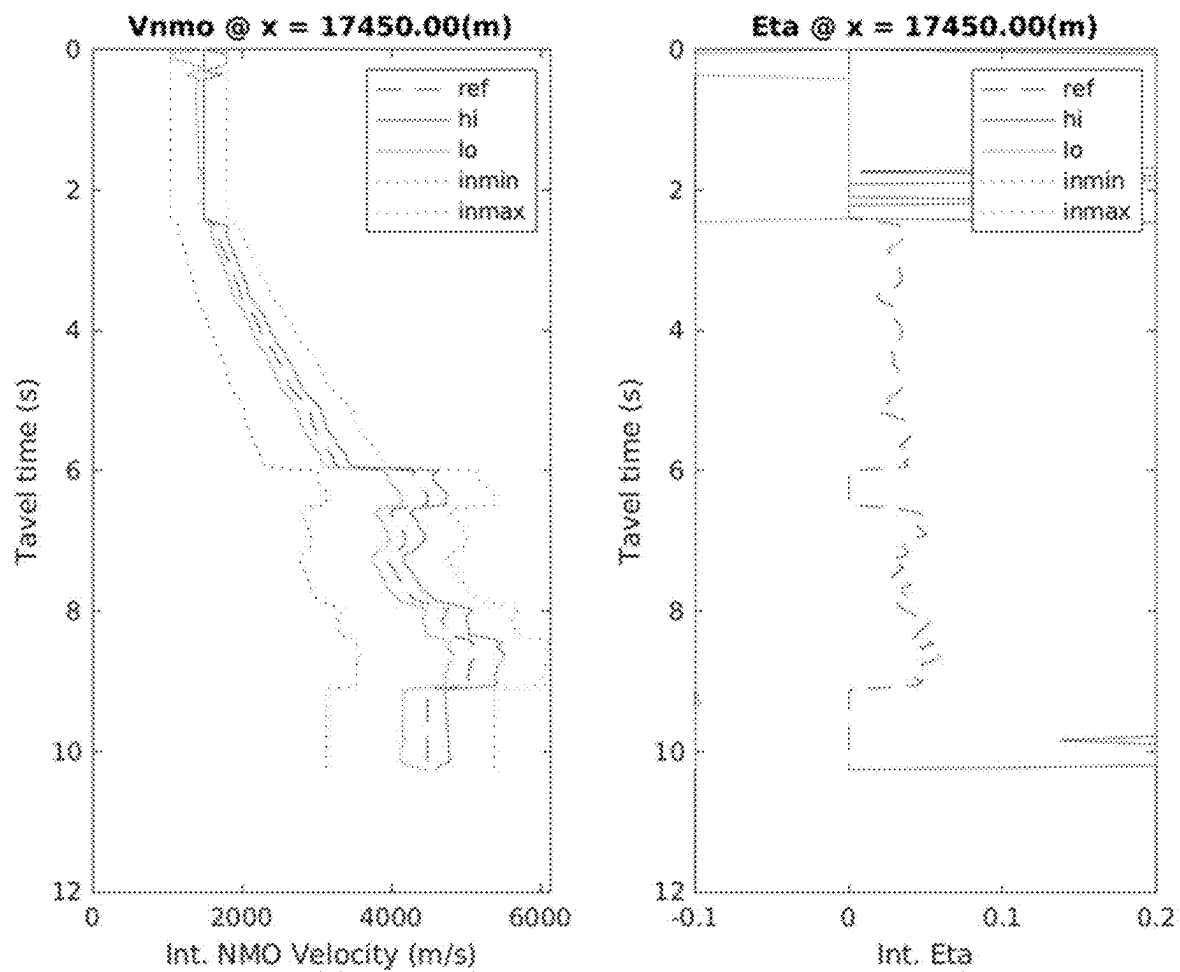 Vnmo @ x = 17450.00(m)
0
2
4
6
8
10
12
Tavel time (s)
ref
hi
lo
inmin
inmax
0
2000
4000
6000
Int. NMO Velocity (m/s)
Eta @ x = 17450.00(m)
0
2
4
6
8
10
12
Tavel time (s)
ref
hi
lo
inmin
inmax
-0.1
0
0.1
0.2
Int. Eta